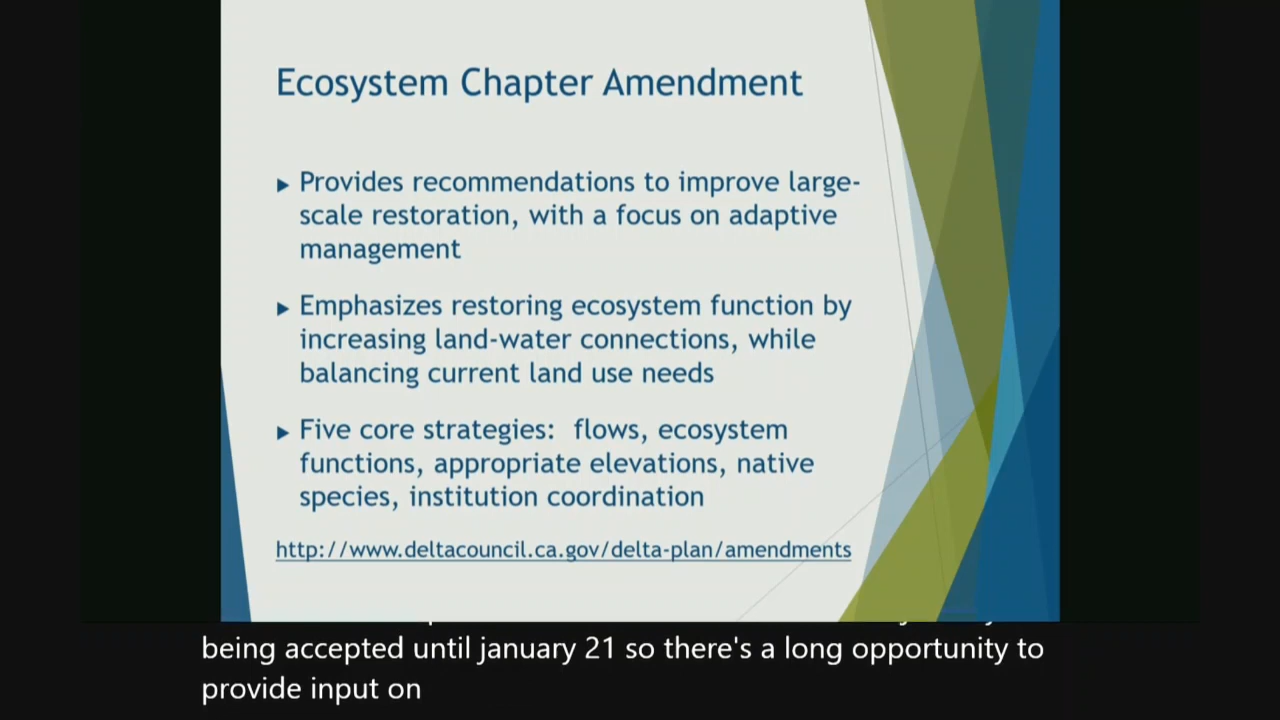 Ecosystem Chapter Amendment
Provides recommendations to improve large-
scale restoration, with a focus on adaptive
management
Emphasizes restoring ecosystem function by
increasing land-water connections, while
balancing current land use needs
Five core strategies:  flows, ecosystem
functions, appropriate elevations, native
species, institution coordination
http://www.deltacouncil.ca.gov/delta-plan/amendments
being accepted until january 21 so there's a long opportunity to
provide input on